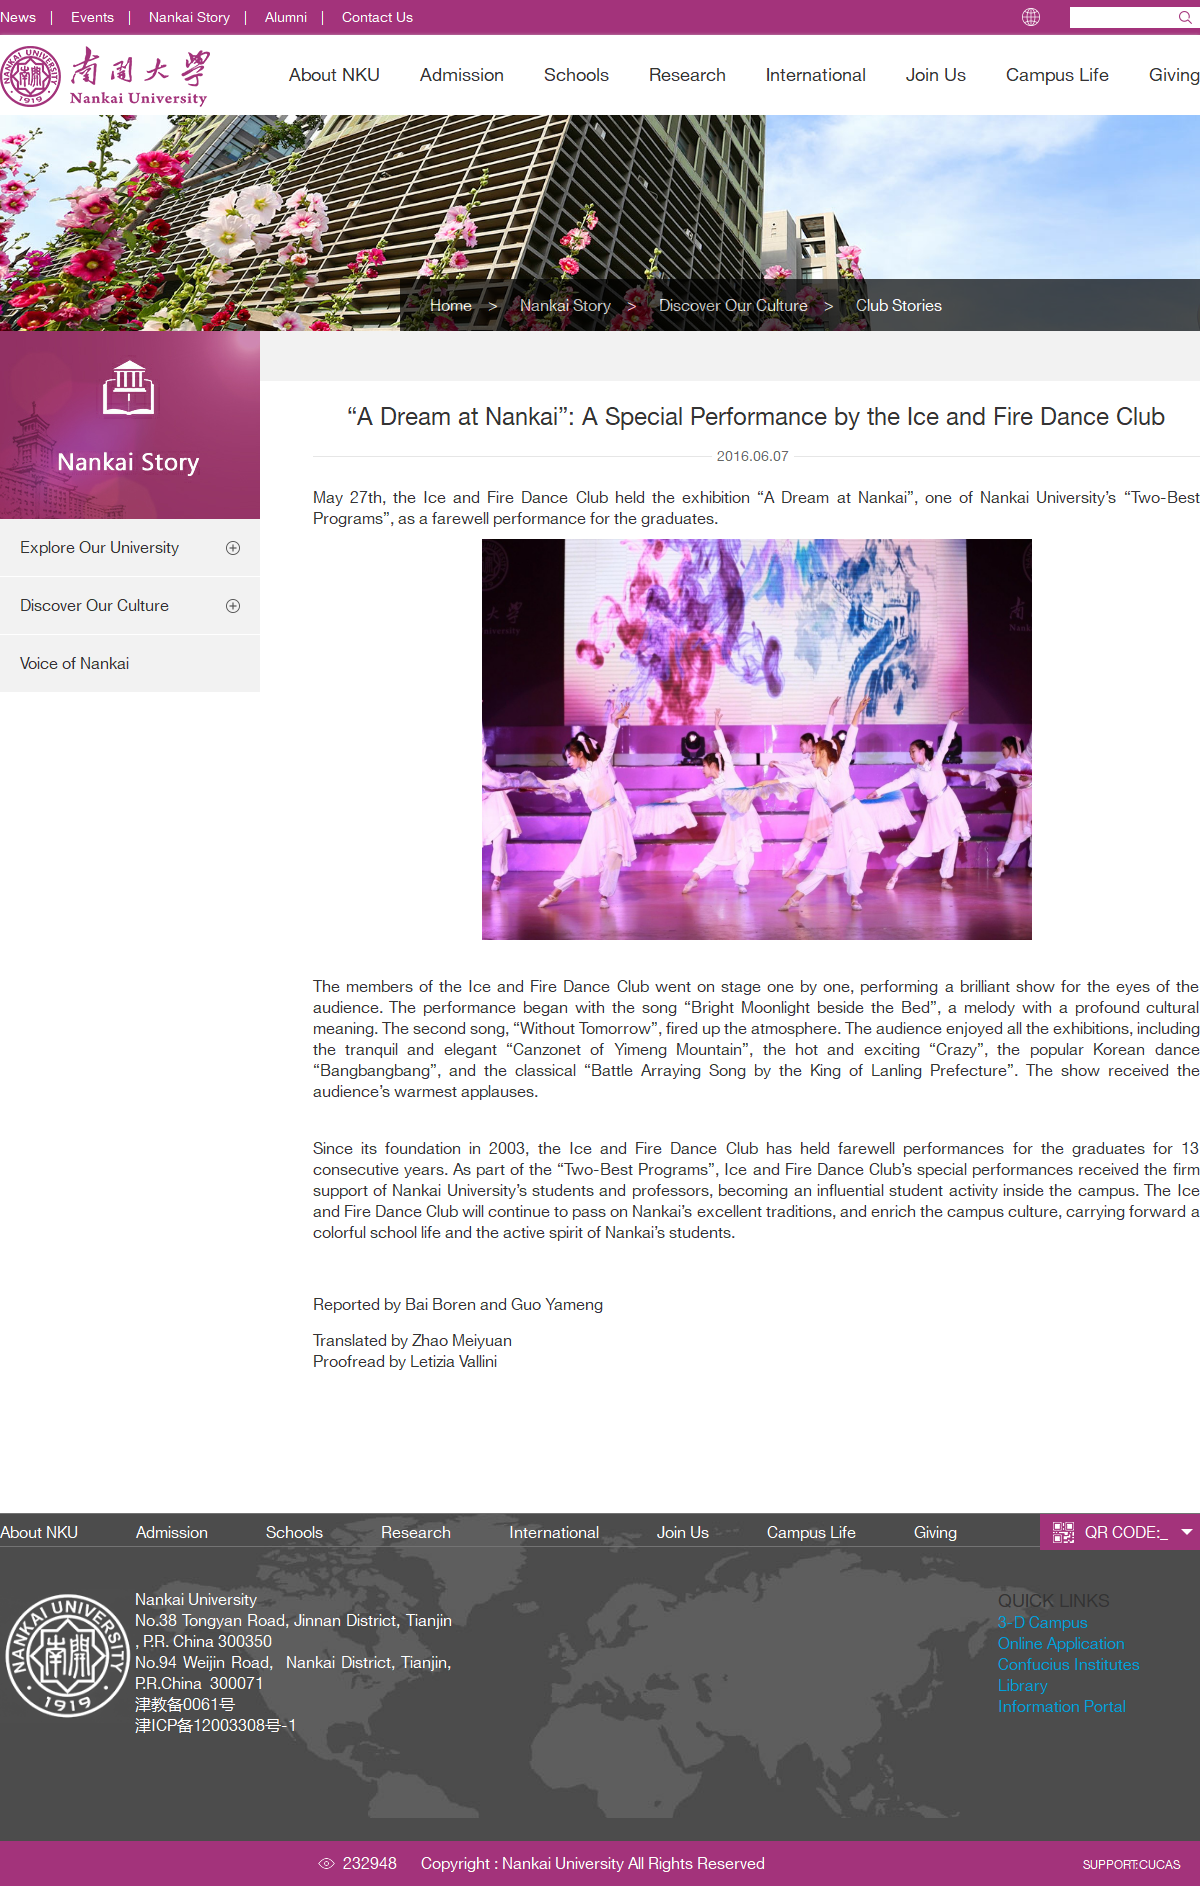 News | Events | Nankai Story | Alumni | Contact Us
NANKAI UNIVERSITY 1919
南開大學
Nankai University
About NKU Admission Schools Research International Join Us Campus Life Giving
Home > Nankai Story > Discover Our Culture > Club Stories
Nankai Story
Explore Our University
Discover Our Culture
Voice of Nankai
“A Dream at Nankai”: A Special Performance by the Ice and Fire Dance Club
2016.06.07
May 27th, the Ice and Fire Dance Club held the exhibition “A Dream at Nankai”, one of Nankai University’s “Two-Best
Programs”, as a farewell performance for the graduates.
The members of the Ice and Fire Dance Club went on stage one by one, performing a brilliant show for the eyes of the
audience. The performance began with the song “Bright Moonlight beside the Bed”, a melody with a profound cultural
meaning. The second song, “Without Tomorrow”, fired up the atmosphere. The audience enjoyed all the exhibitions, including
the tranquil and elegant “Canzonet of Yimeng Mountain”, the hot and exciting “Crazy”, the popular Korean dance
“Bangbangbang”, and the classical “Battle Arraying Song by the King of Lanling Prefecture”. The show received the
audience’s warmest applauses.
Since its foundation in 2003, the Ice and Fire Dance Club has held farewell performances for the graduates for 13
consecutive years. As part of the “Two-Best Programs”, Ice and Fire Dance Club’s special performances received the firm
support of Nankai University’s students and professors, becoming an influential student activity inside the campus. The Ice
and Fire Dance Club will continue to pass on Nankai’s excellent traditions, and enrich the campus culture, carrying forward a
colorful school life and the active spirit of Nankai’s students.
Reported by Bai Boren and Guo Yameng
Translated by Zhao Meiyuan
Proofread by Letizia Vallini
About NKU Admission Schools Research International Join Us Campus Life Giving QR CODE:_
NANKAI UNIVERSITY 南開 1919
Nankai University
No.38 Tongyan Road, Jinnan District, Tianjin
, P.R. China 300350
No.94 Weijin Road, Nankai District, Tianjin,
P.R.China 300071
津教备0061号
津ICP备12003308号-1
QUICK LINKS
3-D Campus
Online Application
Confucius Institutes
Library
Information Portal
232948 Copyright : Nankai University All Rights Reserved SUPPORT:CUCAS